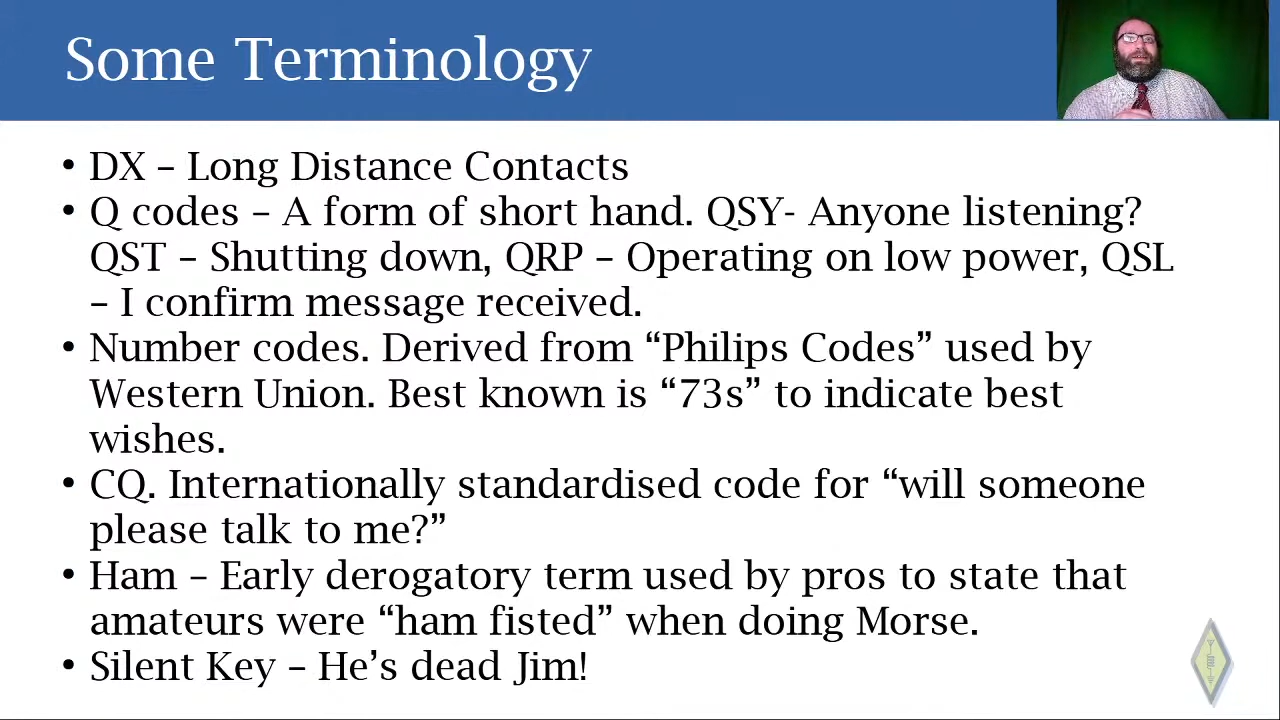 Some Terminology
• DX – Long Distance Contacts
• Q codes – A form of short hand. QSY- Anyone listening?
QST – Shutting down, QRP – Operating on low power, QSL
– I confirm message received.
• Number codes. Derived from “Philips Codes” used by
Western Union. Best known is “73s” to indicate best
wishes.
• CQ. Internationally standardised code for “will someone
please talk to me?”
• Ham – Early derogatory term used by pros to state that
amateurs were “ham fisted” when doing Morse.
• Silent Key – He’s dead Jim!